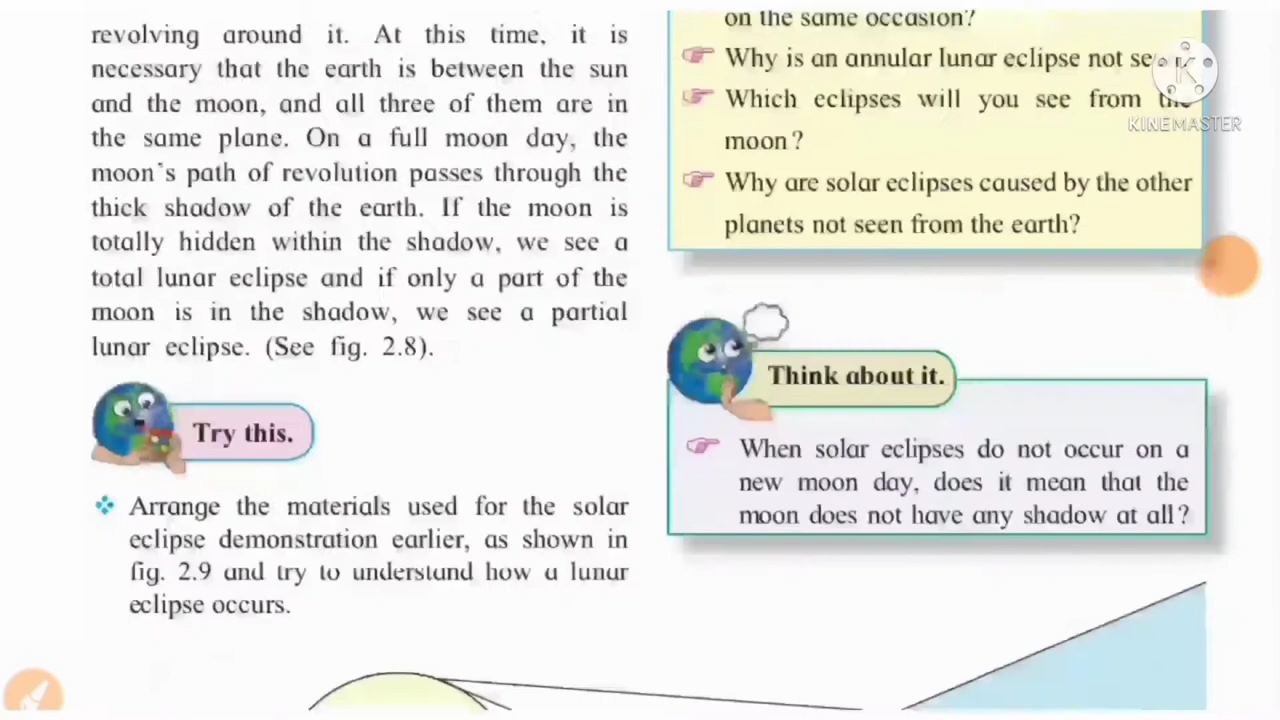 revolving around it. At this time, it is
necessary that the earth is between the sun
and the moon, and all three of them are in
the same plane. On a full moon day, the
moon's path of revolution passes through the
thick shadow of the earth. If the moon is
totally hidden within the shadow, we see a
total lunar eclipse and if only a part of the
moon is in the shadow, we see a partial
lunar eclipse. (See fig. 2.8).
Try this.
Arrange the materials used for the solar
eclipse demonstration earlier, as shown in
fig. 2.9 and try to understand how a lunar
eclipse occurs.
on the same occasion?
Why is an annular lunar eclipse not
Which eclipses will you see from the
moon?
Why are solar eclipses caused by the other
planets not seen from the earth?
Think about it.
When solar eclipses do not occur on a
new moon day, does it mean that the
moon does not have any shadow at all?
K
KINEMASTER